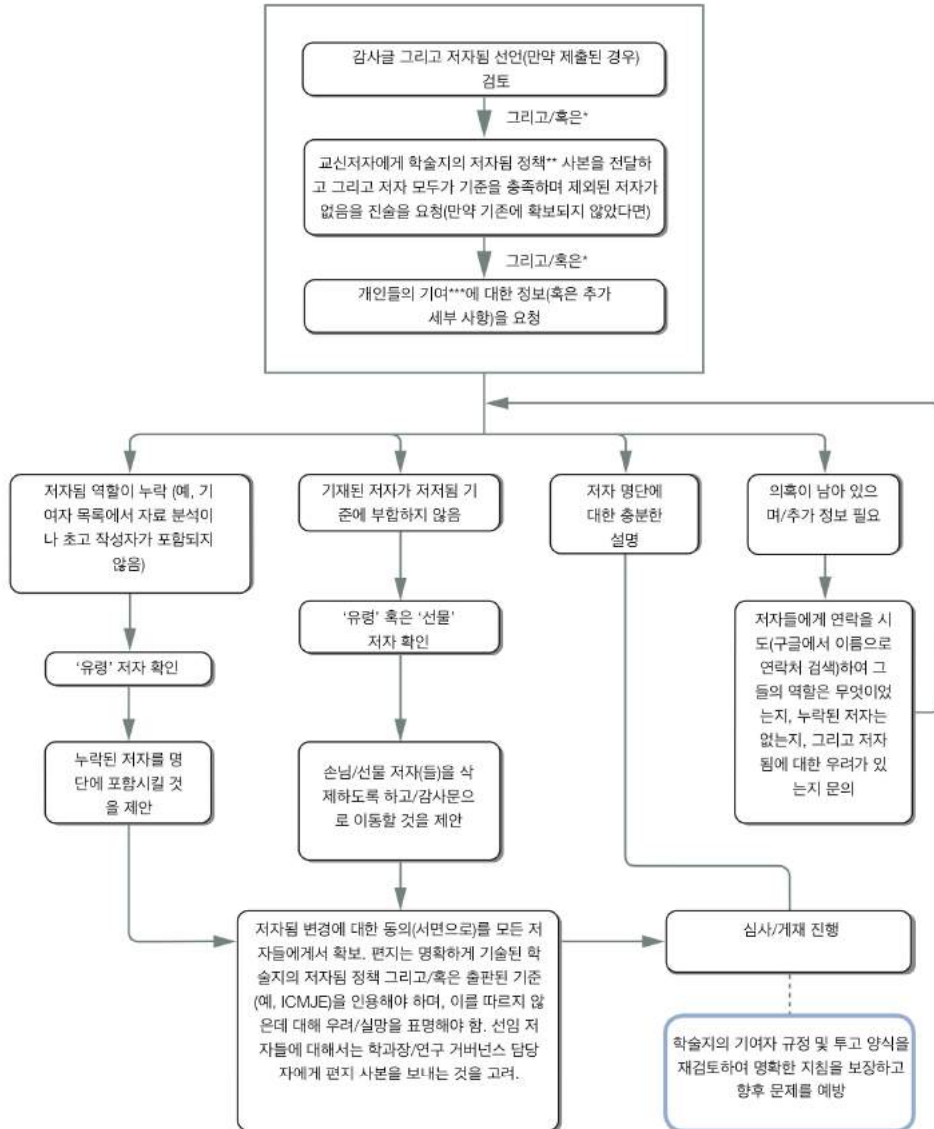 감사글 그리고 저자됨 선언(만약 제출된 경우)
검토
그리고/혹은*
교신저자에게 학술지의 저자됨 정책** 사본을 전달하
고 그리고 저자 모두가 기준을 충족하며 제외된 저자가
없음을 진술을 요청(만약 기존에 확보되지 않았다면)
그리고/혹은*
개인들의 기여***에 대한 정보(혹은 추가
세부 사항)을 요청
저자됨 역할이 누락 (예, 기
여자 목록에서 자료 분석이
나 초고 작성자가 포함되지
않음)
‘유령’ 저자 확인
누락된 저자를 명
단에 포함시킬 것
을 제안
기재된 저자가 저저됨 기
준에 부합하지 않음
‘유령’ 혹은 ‘선물’
저자 확인
손님/선물 저자(들)을 삭
제하도록 하고/감사문으
로 이동할 것을 제안
저자 명단에
대한 충분한
설명
의혹이 남아 있으
며/추가 정보 필요
저자들에게 연락을 시
도(구글에서 이름으로
연락처 검색)하여 그
들의 역할은 무엇이었
는지, 누락된 저자는
없는지, 그리고 저자
됨에 대한 우려가 있
는지 문의
저자됨 변경에 대한 동의(서면으로)를 모든 저
자들에게서 확보. 편지는 명확하게 기술된 학
술지의 저자됨 정책 그리고/혹은 출판된 기준
(예, ICMJE)을 인용해야 하며, 이를 따르지 않
은데 대해 우려/실망을 표명해야 함. 선임 저
자들에 대해서는 학과장/연구 거버넌스 담당
자에게 편지 사본을 보내는 것을 고려.
심사/게재 진행
학술지의 기여자 규정 및 투고 양식을
재검토하여 명확한 지침을 보장하고
향후 문제를 예방